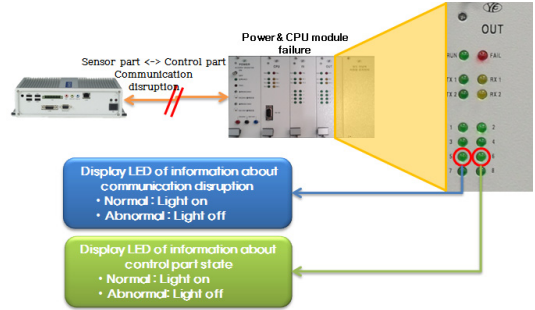 Power & CPU module
failure
Sensor part <-> Control part
Communication
disruption
YE
OUT
RUN FAIL
TX 1 RX 1
TX 2 RX 2
1 2
3 4
5 6
7 8
Display LED of information about
communication disruption
• Normal : Light on
• Abnormal : Light off
Display LED of information about
control part state
• Normal : Light on
• Abnormal: Light off